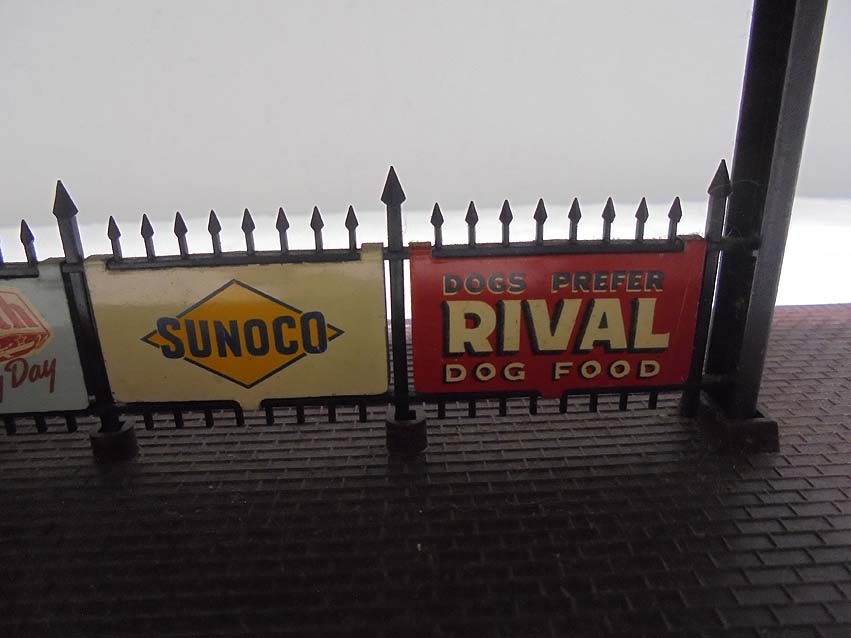 Day
SUNOCO
DOGS PREFER
RIVAL
DOG FOOD